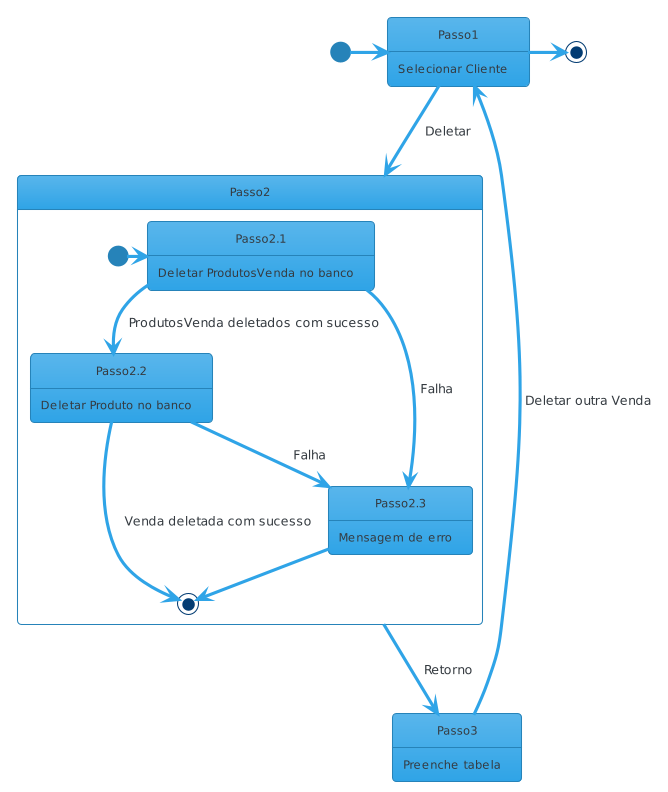 Passo1
Selecionar Cliente
Deletar
Passo2
Passo2.1
Deletar ProdutosVenda no banco
ProdutosVenda deletados com sucesso
Passo2.2
Deletar Produto no banco
Falha
Deletar outra Venda
Falha
Passo2.3
Mensagem de erro
Venda deletada com sucesso
Retorno
Passo3
Preenche tabela